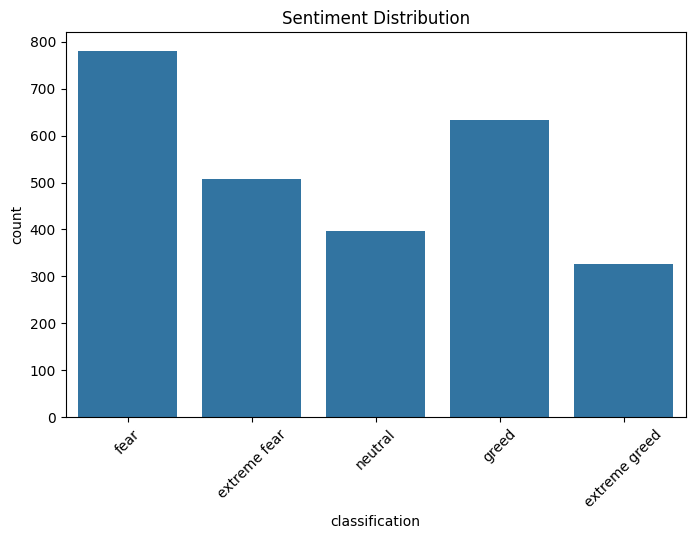 Sentiment Distribution
800
700
600
500
400
300
200
100
0
count
fear
extreme fear
neutral
greed
extreme greed
classification